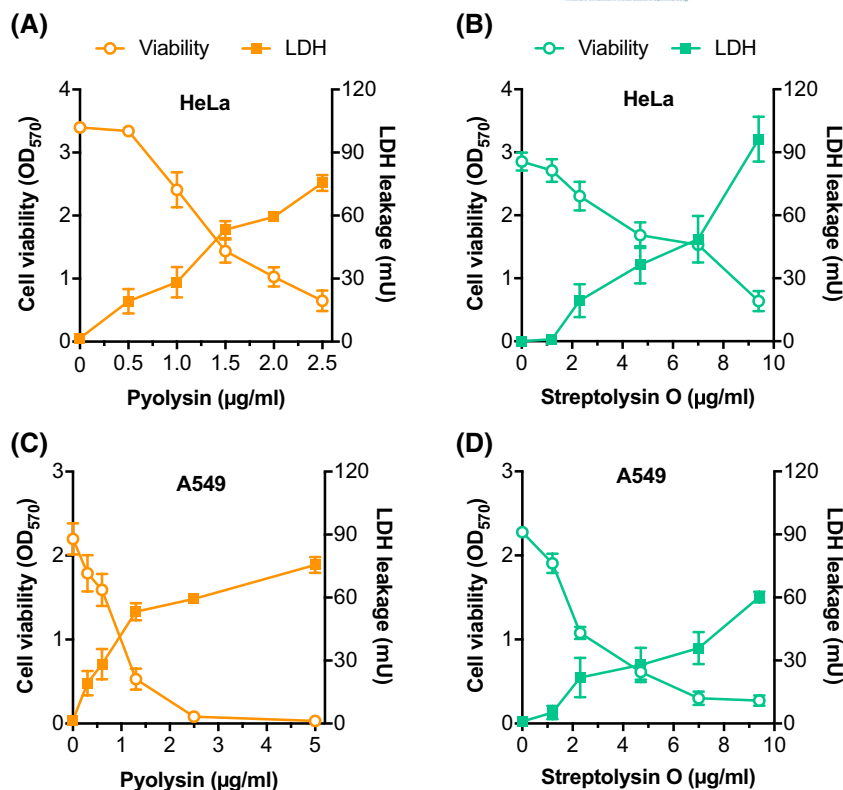 (A)
Viability LDH
HeLa
Cell viability (OD570)
4
3
2
1
0
LDH leakage (mU)
120
90
60
30
0
0 0.5 1.0 1.5 2.0 2.5
Pyolysin (µg/ml)
(B)
Viability LDH
HeLa
Cell viability (OD570)
4
3
2
1
0
LDH leakage (mU)
120
90
60
30
0
0 2 4 6 8 10
Streptolysin O (µg/ml)
(C)
A549
Cell viability (OD570)
3
2
1
0
LDH leakage (mU)
120
90
60
30
0
0 1 2 3 4 5
Pyolysin (µg/ml)
(D)
A549
Cell viability (OD570)
3
2
1
0
LDH leakage (mU)
120
90
60
30
0
0 2 4 6 8 10
Streptolysin O (µg/ml)